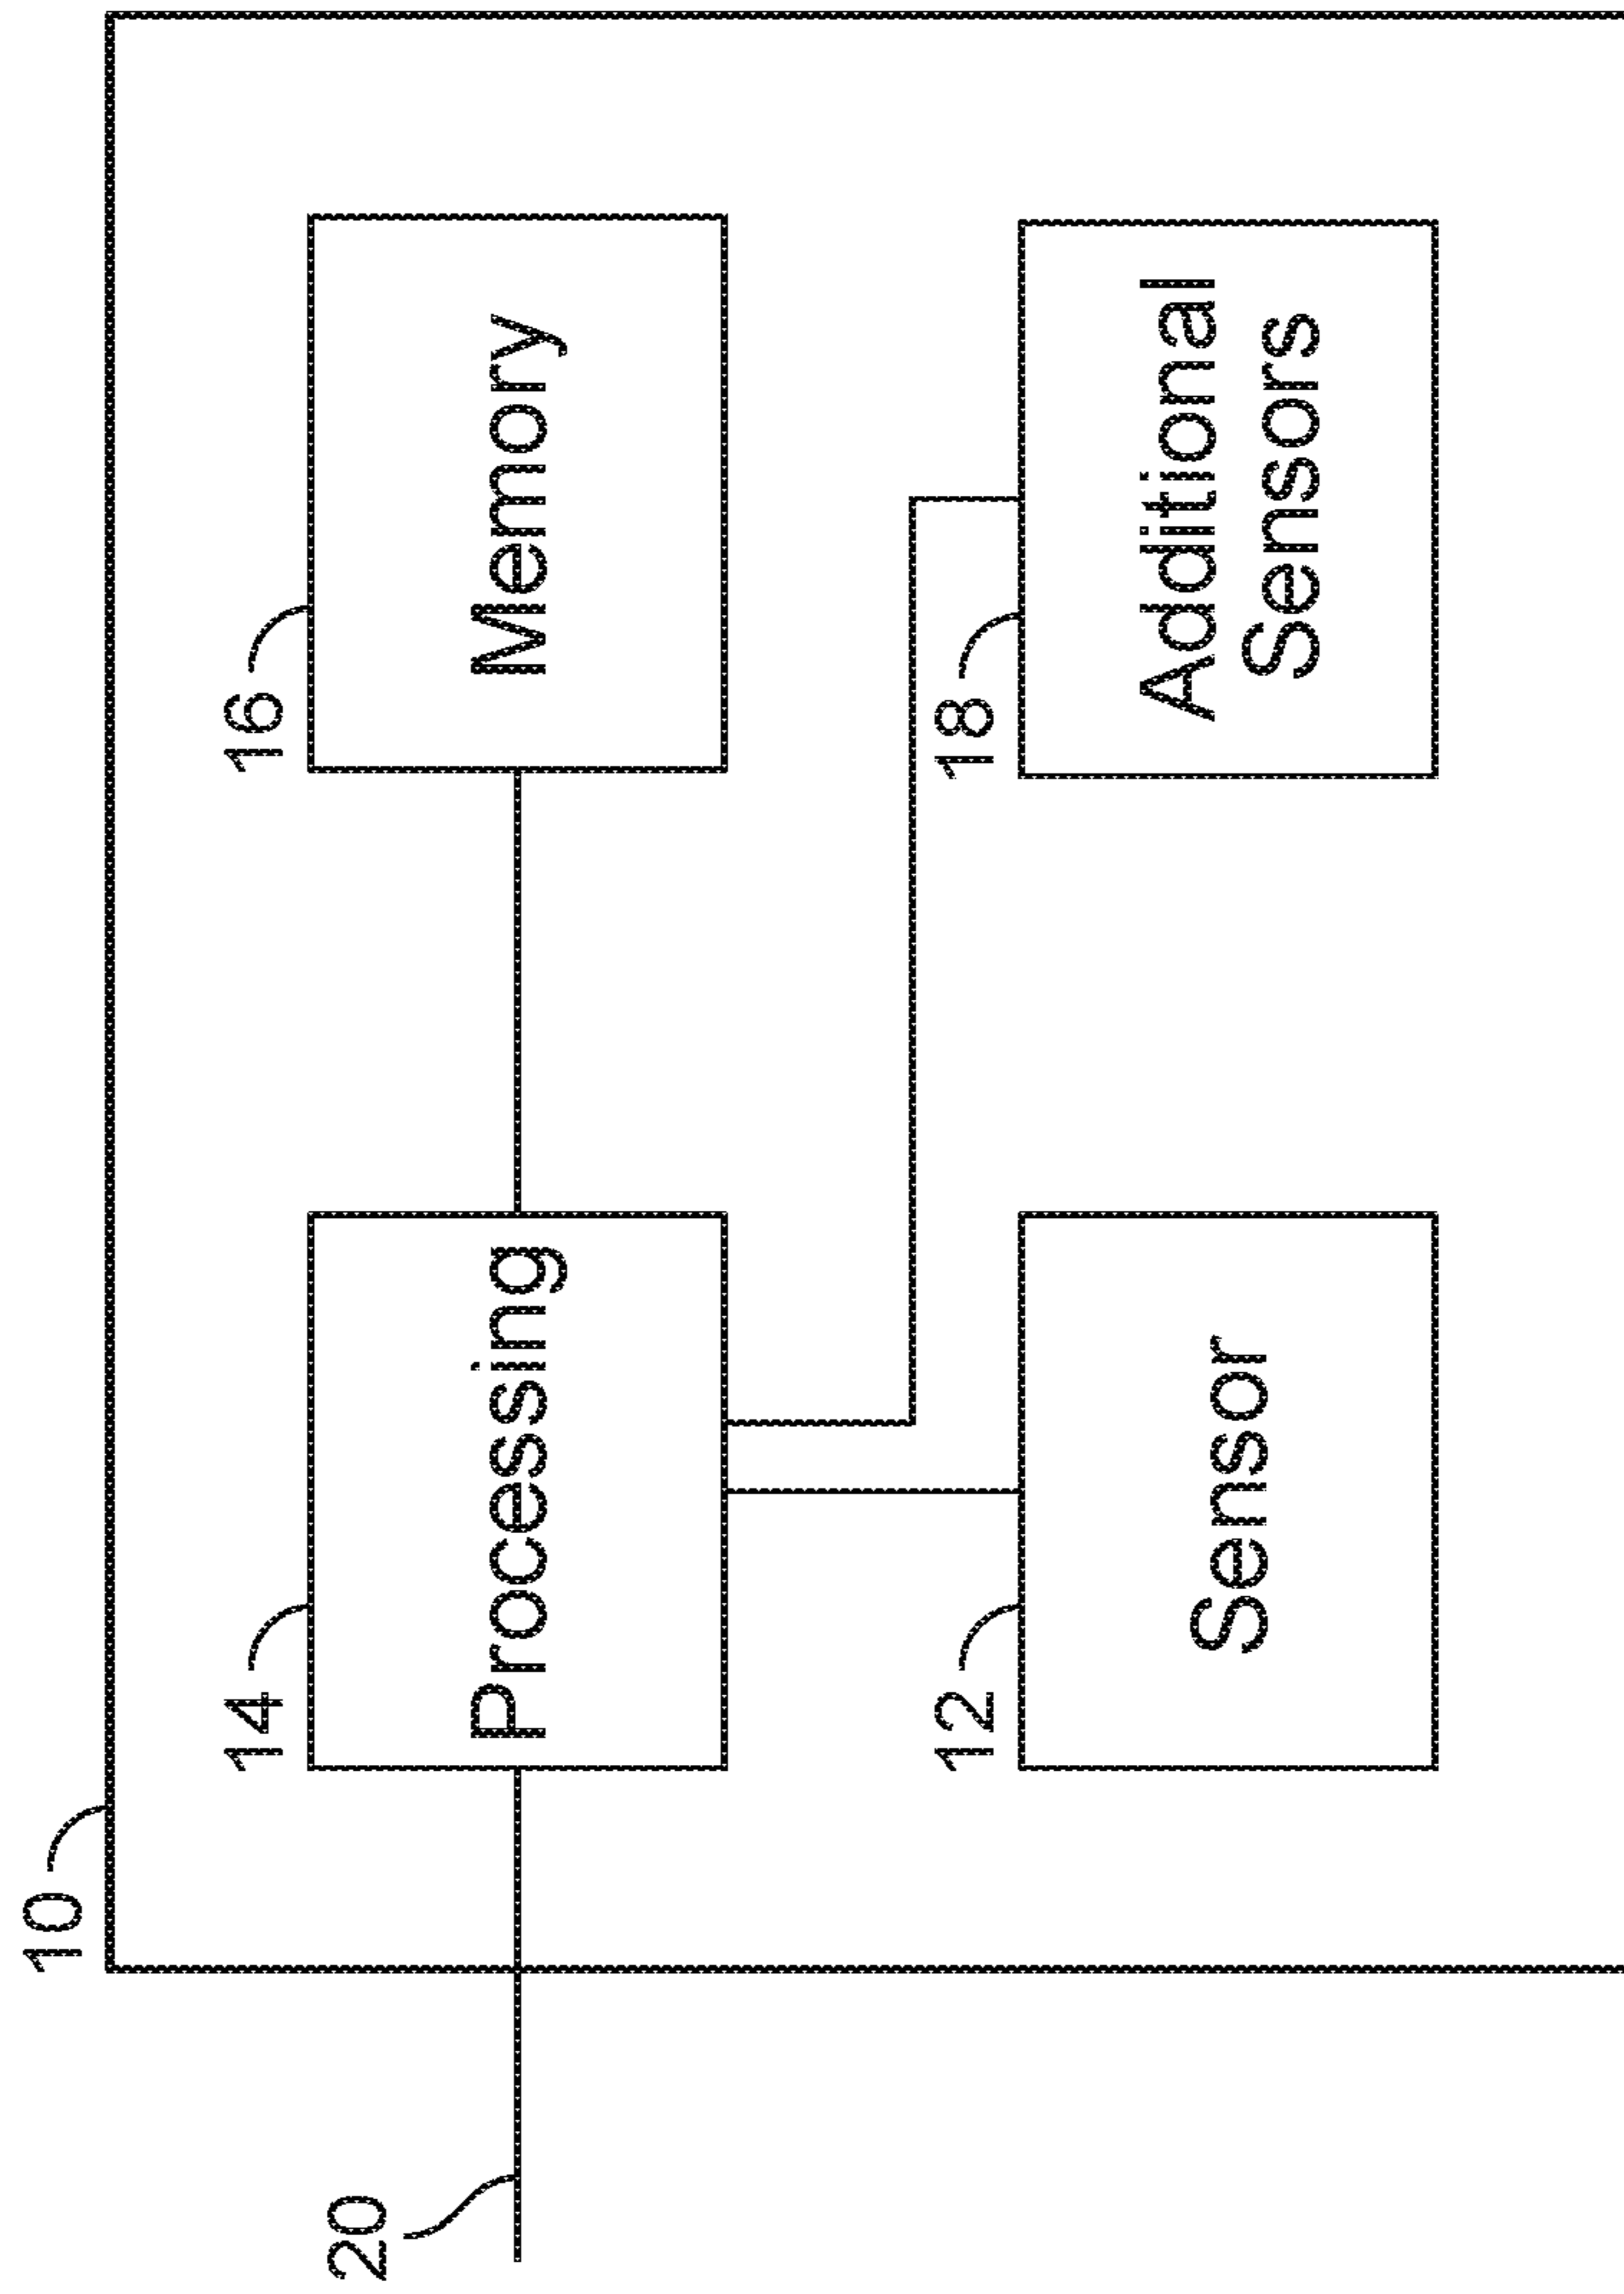 10
20
14
Processing
16
Memory
12
Sensor
18
Additional
Sensors